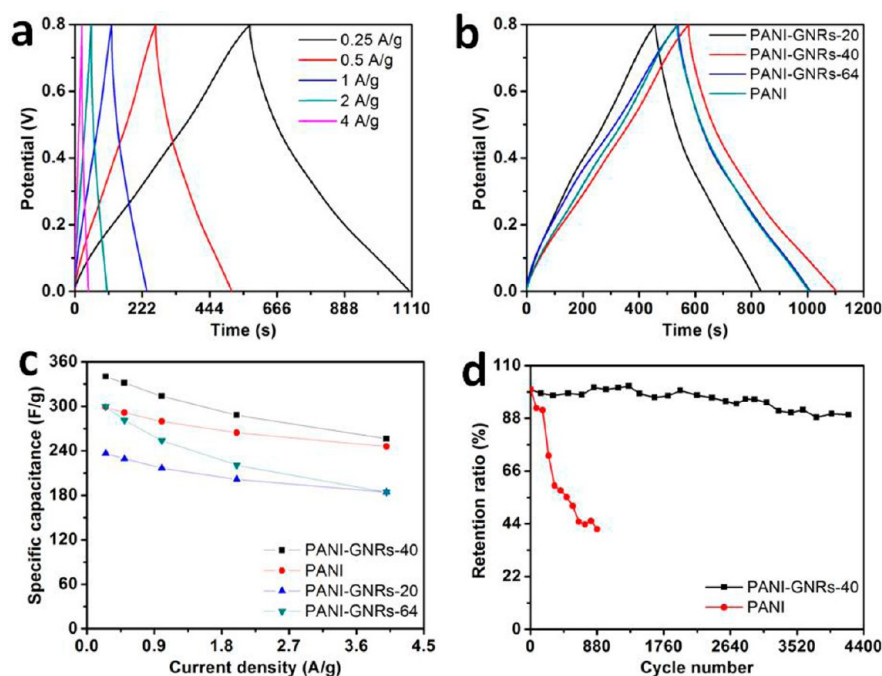 a
0.25 A/g
0.5 A/g
1 A/g
2 A/g
4 A/g
Potential (V)
0.8
0.6
0.4
0.2
0.0
0 222 444 666 888 1110
Time (s)
b
PANI-GNRs-20
PANI-GNRs-40
PANI-GNRs-64
PANI
Potential (V)
0.8
0.6
0.4
0.2
0.0
0 200 400 600 800 1000 1200
Time (s)
c
PANI-GNRs-40
PANI
PANI-GNRs-20
PANI-GNRs-64
Specific capacitance (F/g)
360
300
240
180
120
60
0
0.0 0.9 1.8 2.7 3.6 4.5
Current density (A/g)
d
PANI-GNRs-40
PANI
Retention ratio (%)
110
88
66
44
22
0
0 880 1760 2640 3520 4400
Cycle number